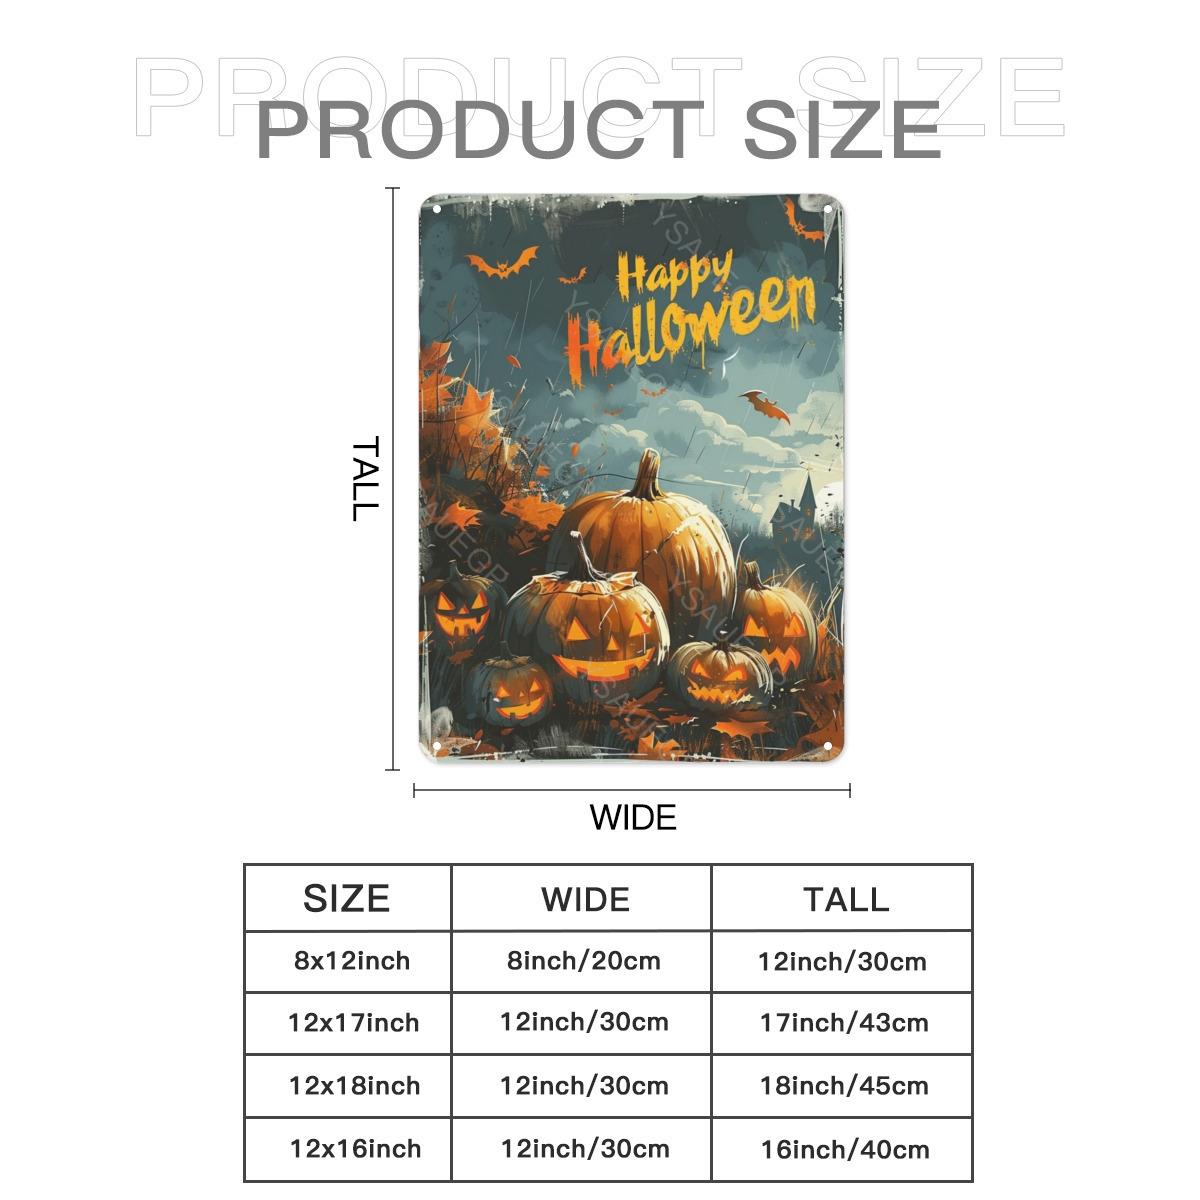 PRODUCT SIZE
PRODUCT SIZE
Happy
Halloween
TALL
WIDE
SIZE WIDE TALL
8x12inch 8inch/20cm 12inch/30cm
12x17inch 12inch/30cm 17inch/43cm
12x18inch 12inch/30cm 18inch/45cm
12x16inch 12inch/30cm 16inch/40cm